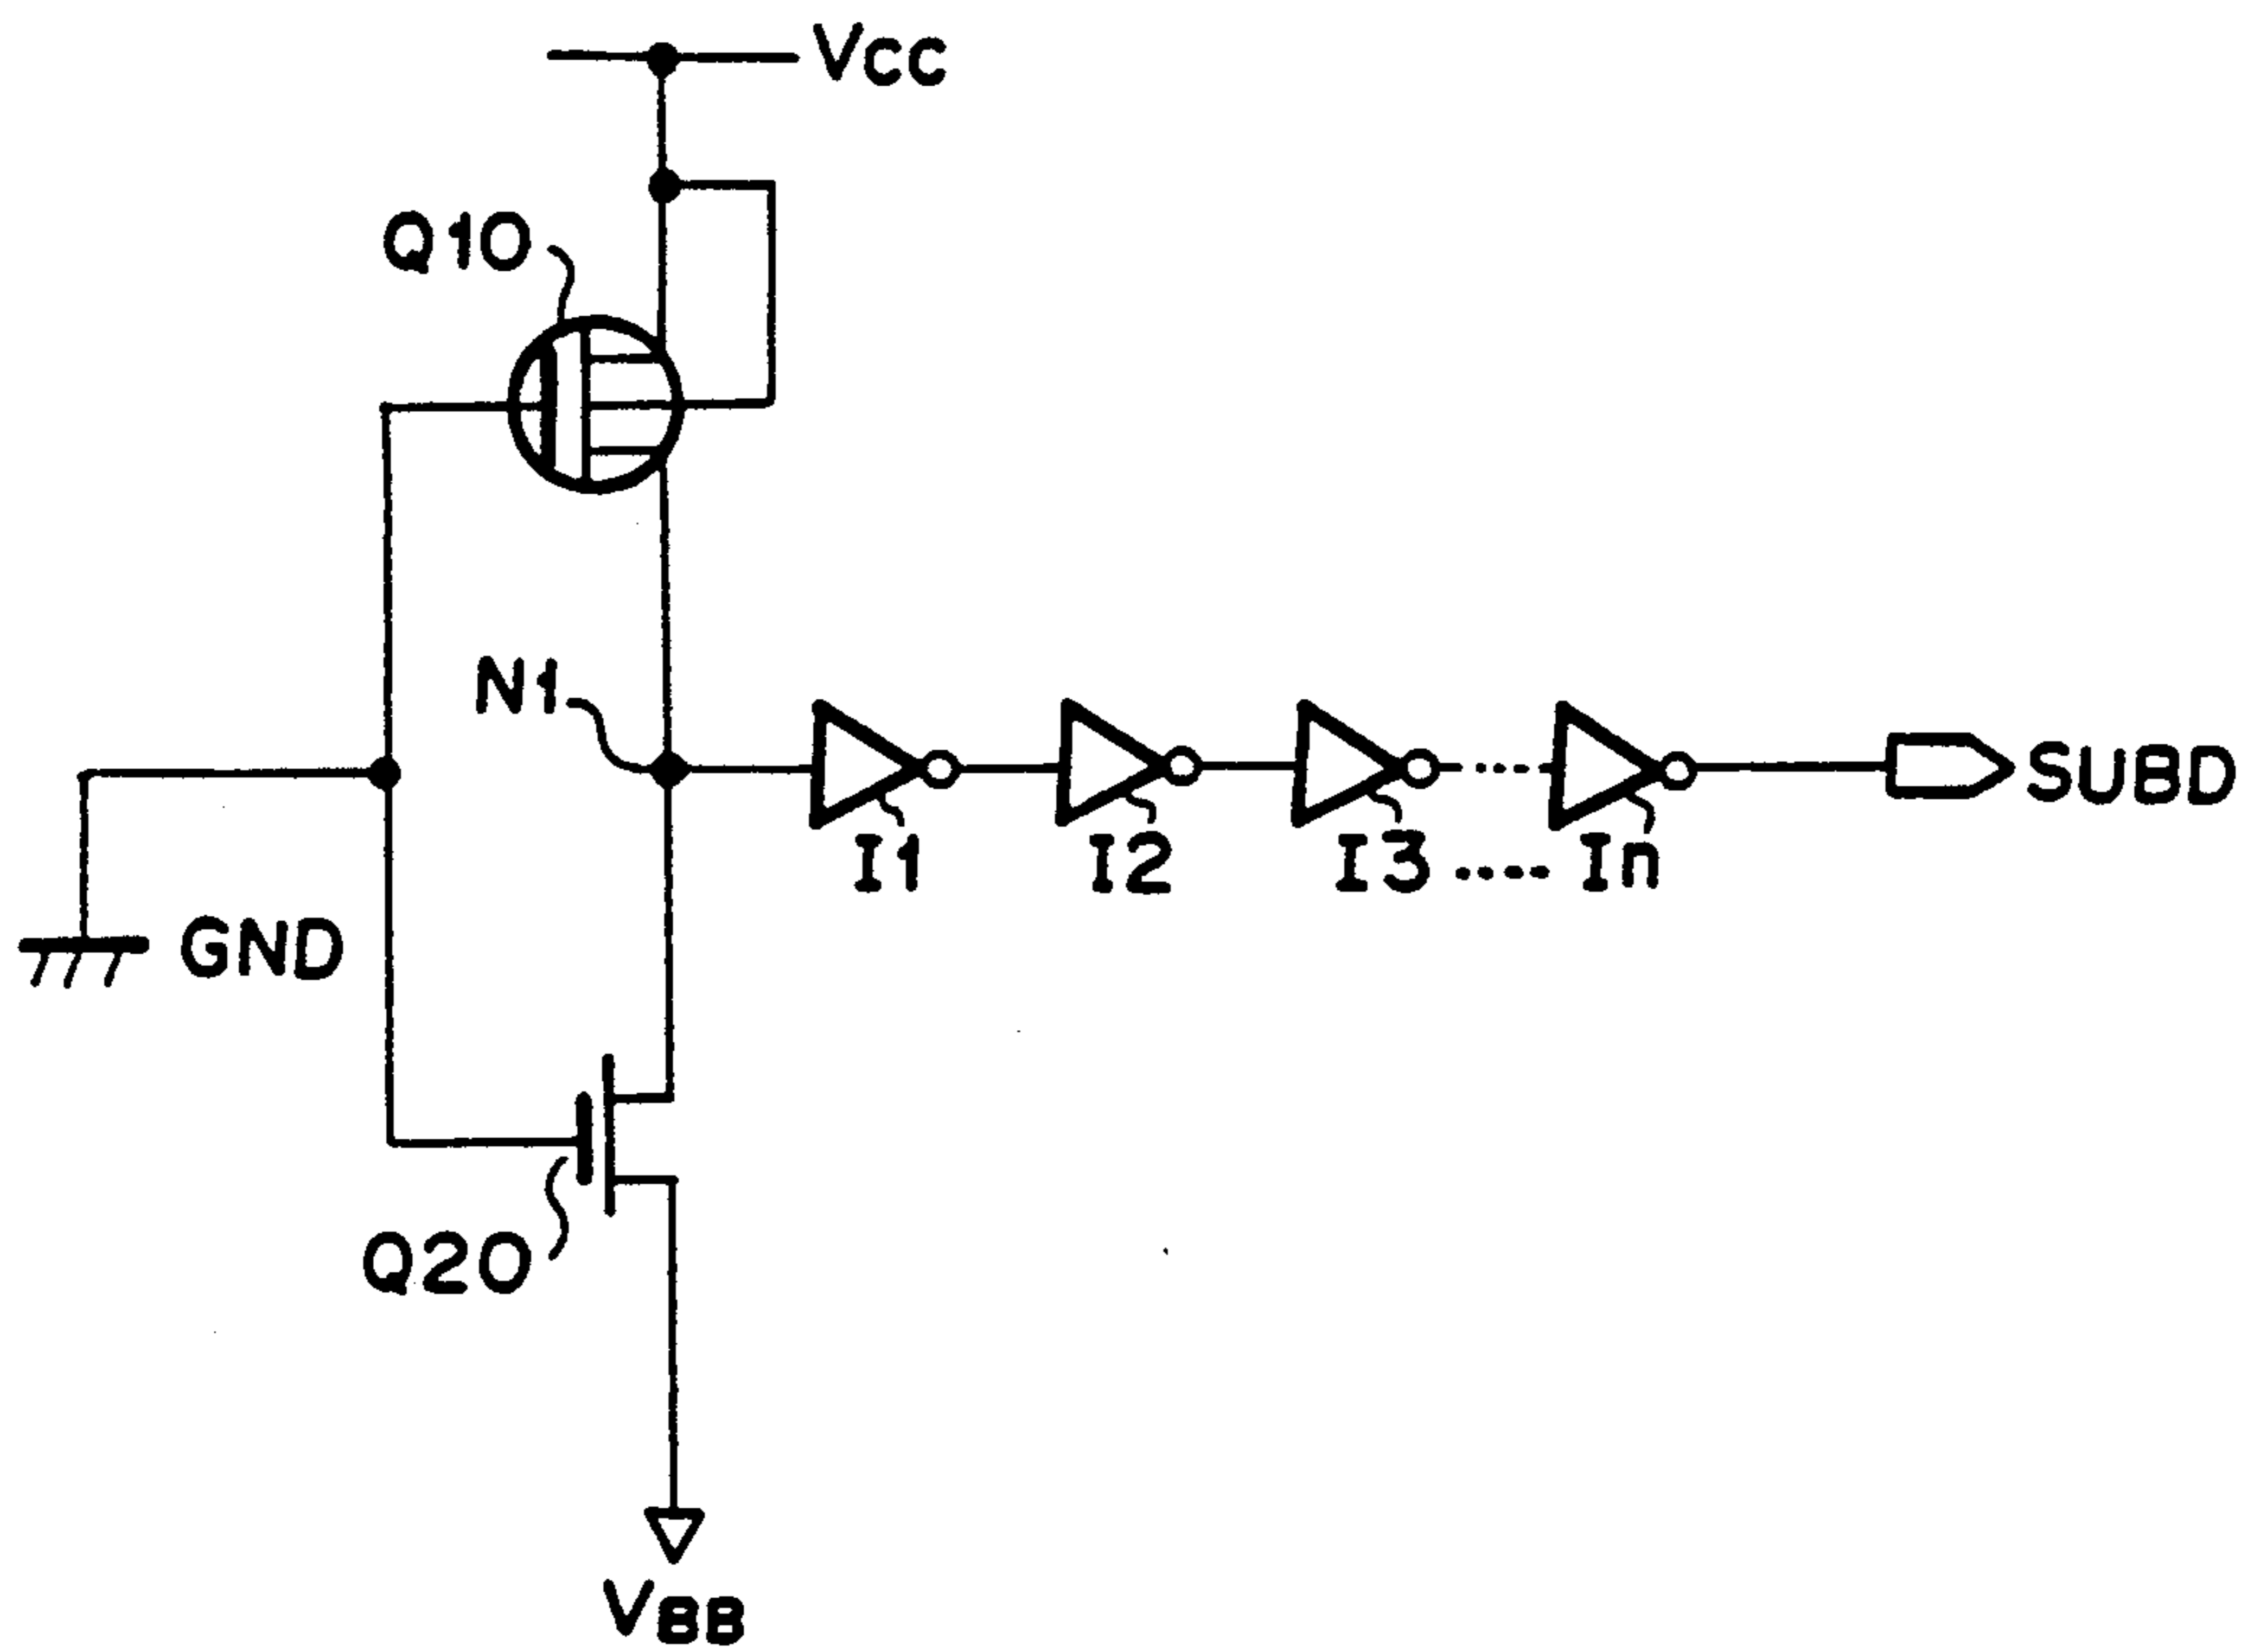 VCC
Q10
N1
SUBD
I1 I2 I3 ···· In
GND
Q20
VBB